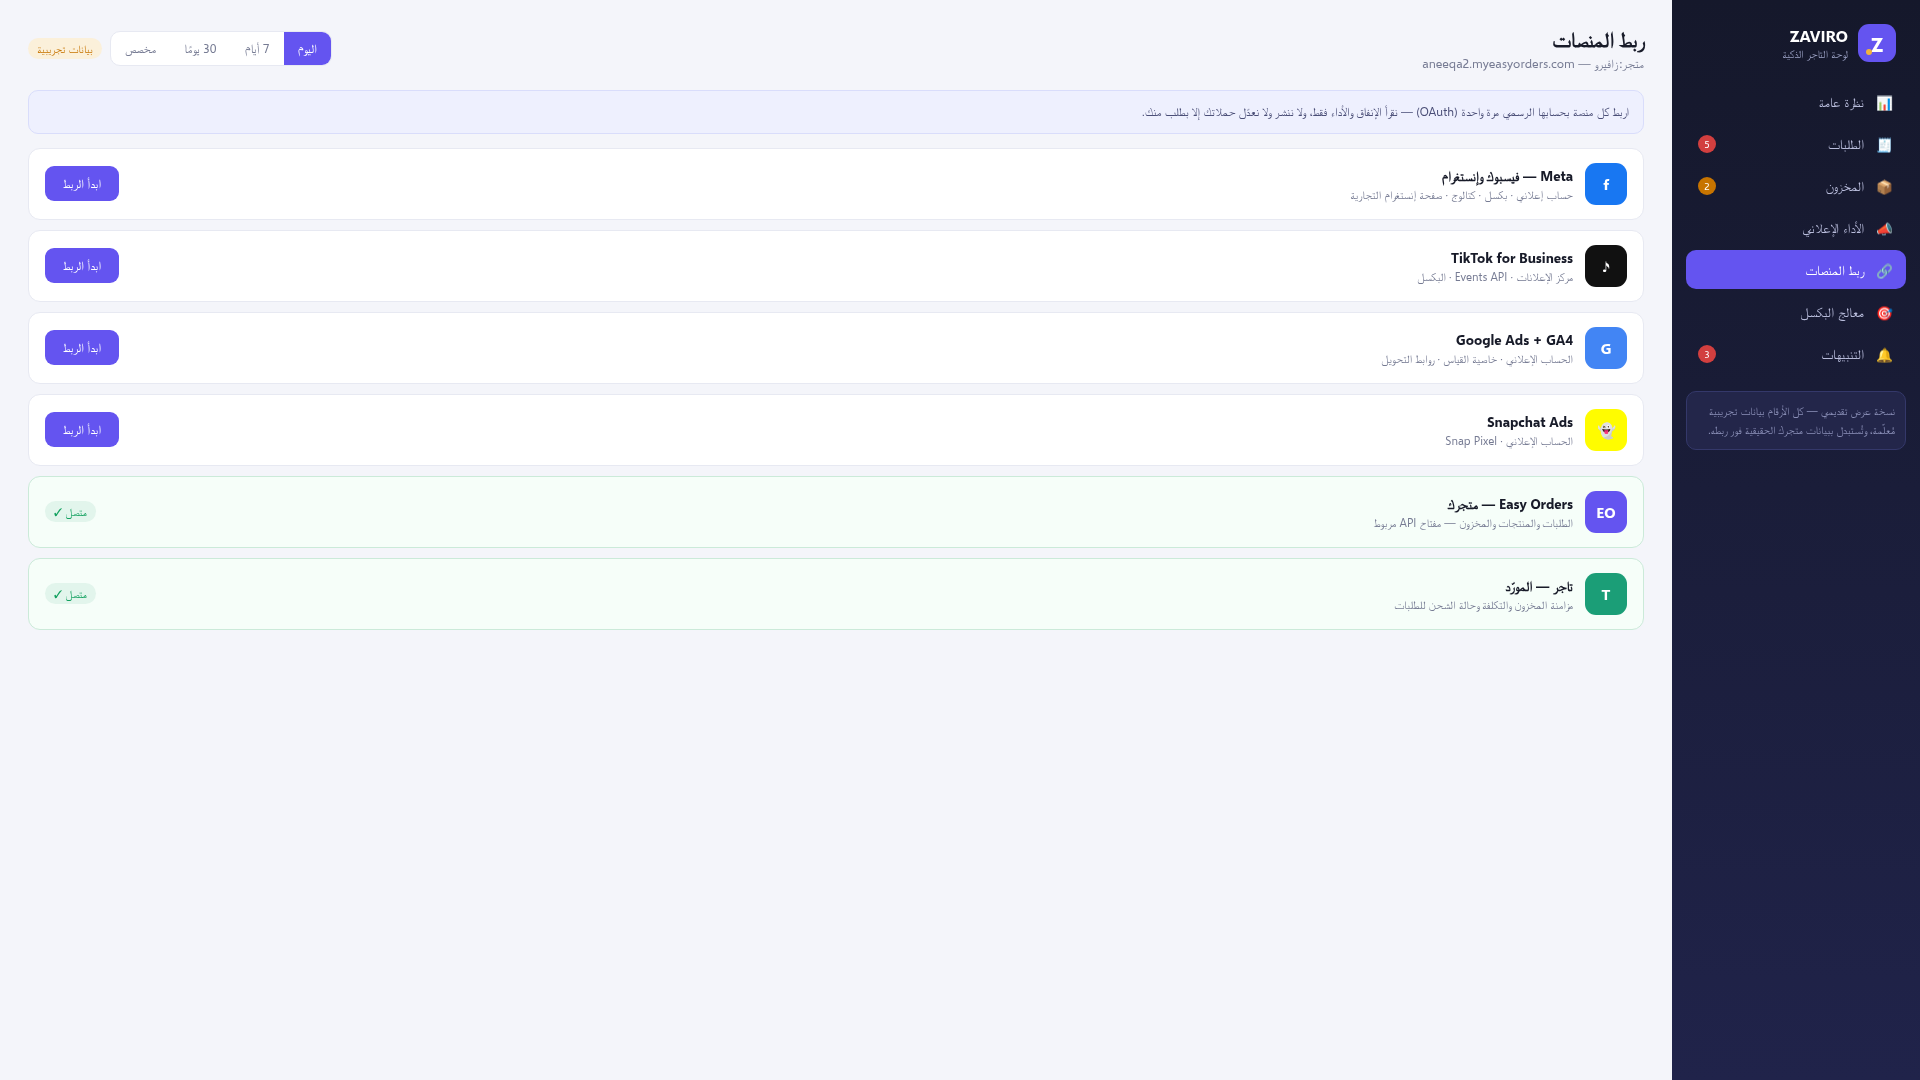 ZAVIRO
لوحة التاجر الذكية
نظرة عامة
الطلبات
5
المخزون
2
الأداء الإعلاني
ربط المنصات
معالج البكسل
التنبيهات
3
نسخة عرض تقديمي — كل الأرقام بيانات تجريبية
مُعلّمة، وتُستبدل ببيانات متجرك الحقيقية فور ربطه.
ربط المنصات
متجر: زافيرو — aneeqa2.myeasyorders.com
اليوم
7 أيام
30 يومًا
مخصص
بيانات تجريبية
اربط كل منصة بحسابها الرسمي مرة واحدة (OAuth) — نقرأ الإنفاق والأداء فقط، ولا ننشر ولا نعدّل حملاتك إلا بطلب منك.
f
Meta — فيسبوك وإنستغرام
حساب إعلاني · بكسل · كتالوج · صفحة إنستغرام التجارية
ابدأ الربط
TikTok for Business
مركز الإعلانات · Events API · البكسل
ابدأ الربط
G
Google Ads + GA4
الحساب الإعلاني · خاصية القياس · روابط التحويل
ابدأ الربط
Snapchat Ads
الحساب الإعلاني · Snap Pixel
ابدأ الربط
EO
Easy Orders — متجرك
الطلبات والمنتجات والمخزون — مفتاح API مربوط
متصل ✓
T
تاجر — المورّد
مزامنة المخزون والتكلفة وحالة الشحن للطلبات
متصل ✓